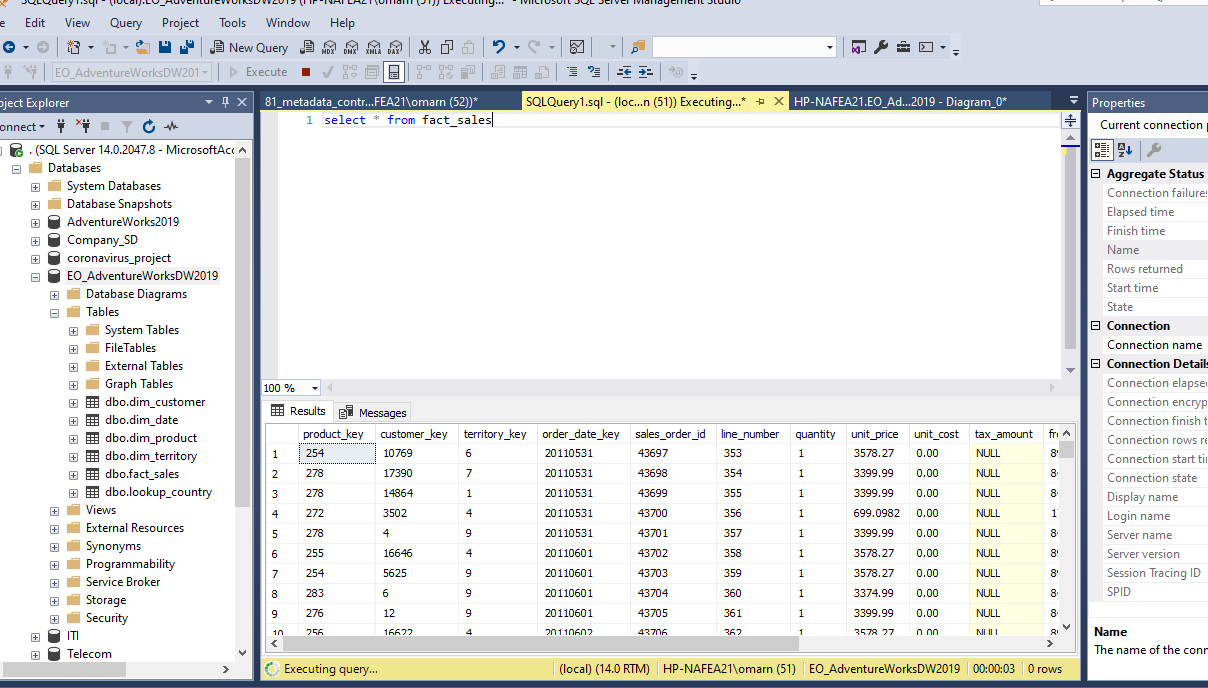 SQLQuery1.sql - (local).EO_AdventureWorksDW2019 (HP-NAFEA21\omarn (51)) Executing...* - Microsoft SQL Server Management Studio
Edit View Query Project Tools Window Help
New Query MDX DMX XMLA DAX
EO_AdventureWorksDW201 Execute
ject Explorer
onnect
. (SQL Server 14.0.2047.8 - MicrosoftAcc
Databases
System Databases
Database Snapshots
AdventureWorks2019
Company_SD
coronavirus_project
EO_AdventureWorksDW2019
Database Diagrams
Tables
System Tables
FileTables
External Tables
Graph Tables
dbo.dim_customer
dbo.dim_date
dbo.dim_product
dbo.dim_territory
dbo.fact_sales
dbo.lookup_country
Views
External Resources
Synonyms
Programmability
Service Broker
Storage
Security
ITI
Telecom
81_metadata_contr...FEA21\omarn (52))* SQLQuery1.sql - (loc...n (51)) Executing...* HP-NAFEA21.EO_Ad...2019 - Diagram_0*
1 select * from fact_sales
100 %
Results Messages
product_key customer_key territory_key order_date_key sales_order_id line_number quantity unit_price unit_cost tax_amount fre
1 254 10769 6 20110531 43697 353 1 3578.27 0.00 NULL
2 278 17390 7 20110531 43698 354 1 3399.99 0.00 NULL
3 278 14864 1 20110531 43699 355 1 3399.99 0.00 NULL
4 272 3502 4 20110531 43700 356 1 699.0982 0.00 NULL
5 278 4 9 20110531 43701 357 1 3399.99 0.00 NULL
6 255 16646 4 20110601 43702 358 1 3578.27 0.00 NULL
7 254 5625 9 20110601 43703 359 1 3578.27 0.00 NULL
8 283 6 9 20110601 43704 360 1 3374.99 0.00 NULL
9 276 12 9 20110601 43705 361 1 3399.99 0.00 NULL
10 256 16622 4 20110602 43706 362 1 3578.27 0.00 NULL
Executing query... (local) (14.0 RTM) HP-NAFEA21\omarn (51) EO_AdventureWorksDW2019 00:00:03 0 rows
Properties
Current connection p
Aggregate Status
Connection failures
Elapsed time
Finish time
Name
Rows returned
Start time
State
Connection
Connection name
Connection Details
Connection elapse
Connection encryp
Connection finish t
Connection rows re
Connection start ti
Connection state
Display name
Login name
Server name
Server version
Session Tracing ID
SPID
Name
The name of the conn